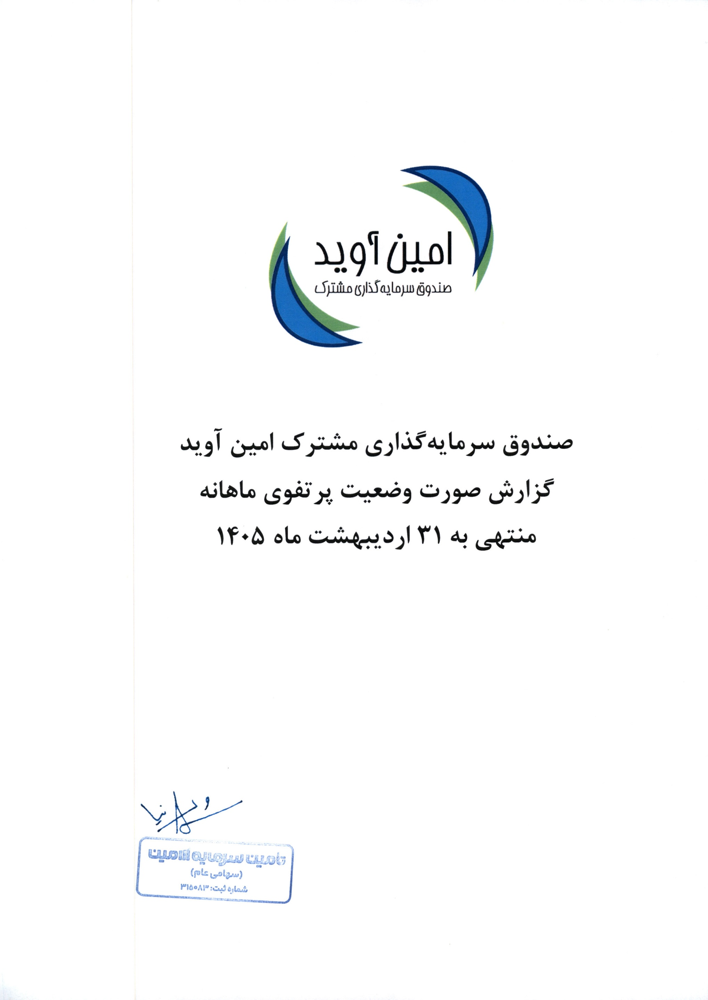 امین آوید
صندوق سرمایه‌گذاری مشترک
صندوق سرمایه‌گذاری مشترک امین آوید
گزارش صورت وضعیت پرتفوی ماهانه
منتهی به ۳۱ اردیبهشت ماه ۱۴۰۵
تامین سرمایه امین
(سهامی عام)
شماره ثبت: ۳۱۵۰۸۳